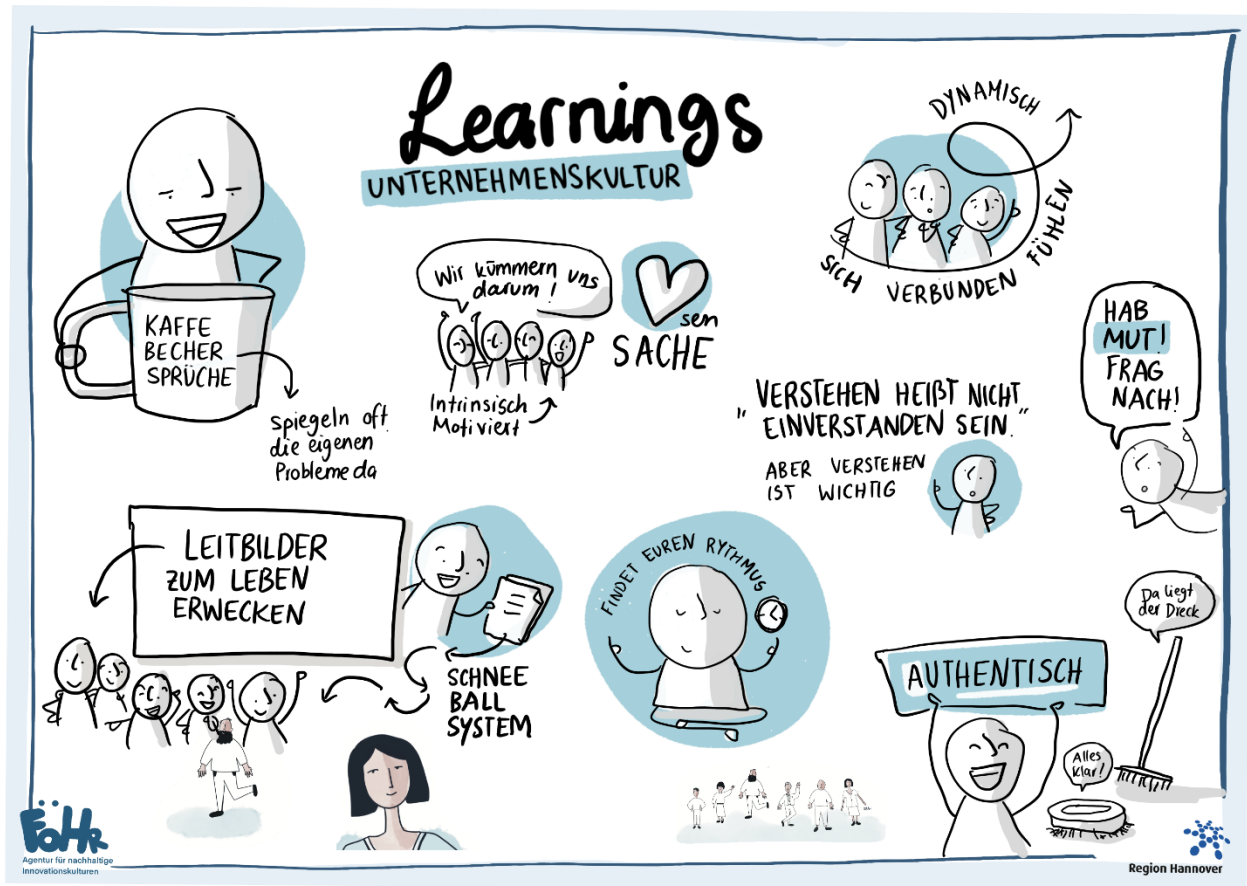 Learnings
UNTERNEHMENSKULTUR
DYNAMISCH
SICH VERBUNDEN FÜHLEN
KAFFE
BECHER
SPRÜCHE
Spiegeln oft
die eigenen
Probleme da
Wir kümmern uns
darum!
Intrinsisch
Motiviert
sen
SACHE
HAB
MUT!
FRAG
NACH!
„VERSTEHEN HEIßT NICHT
EINVERSTANDEN SEIN.“
ABER VERSTEHEN
IST WICHTIG
LEITBILDER
ZUM LEBEN
ERWECKEN
SCHNEE
BALL
SYSTEM
FINDET EUREN RYTHMUS
Da liegt
der Dreck
AUTHENTISCH
Alles
klar!
FÖHR
Agentur für nachhaltige
Innovationskulturen
Region Hannover